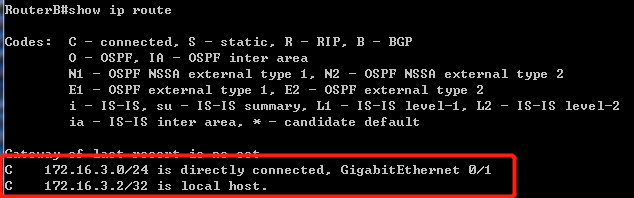 RouterB#show ip route
Codes: C - connected, S - static, R - RIP, B - BGP
O - OSPF, IA - OSPF inter area
N1 - OSPF NSSA external type 1, N2 - OSPF NSSA external type 2
E1 - OSPF external type 1, E2 - OSPF external type 2
i - IS-IS, su - IS-IS summary, L1 - IS-IS level-1, L2 - IS-IS level-2
ia - IS-IS inter area, * - candidate default
Gateway of last resort is no set
C 172.16.3.0/24 is directly connected, GigabitEthernet 0/1
C 172.16.3.2/32 is local host.